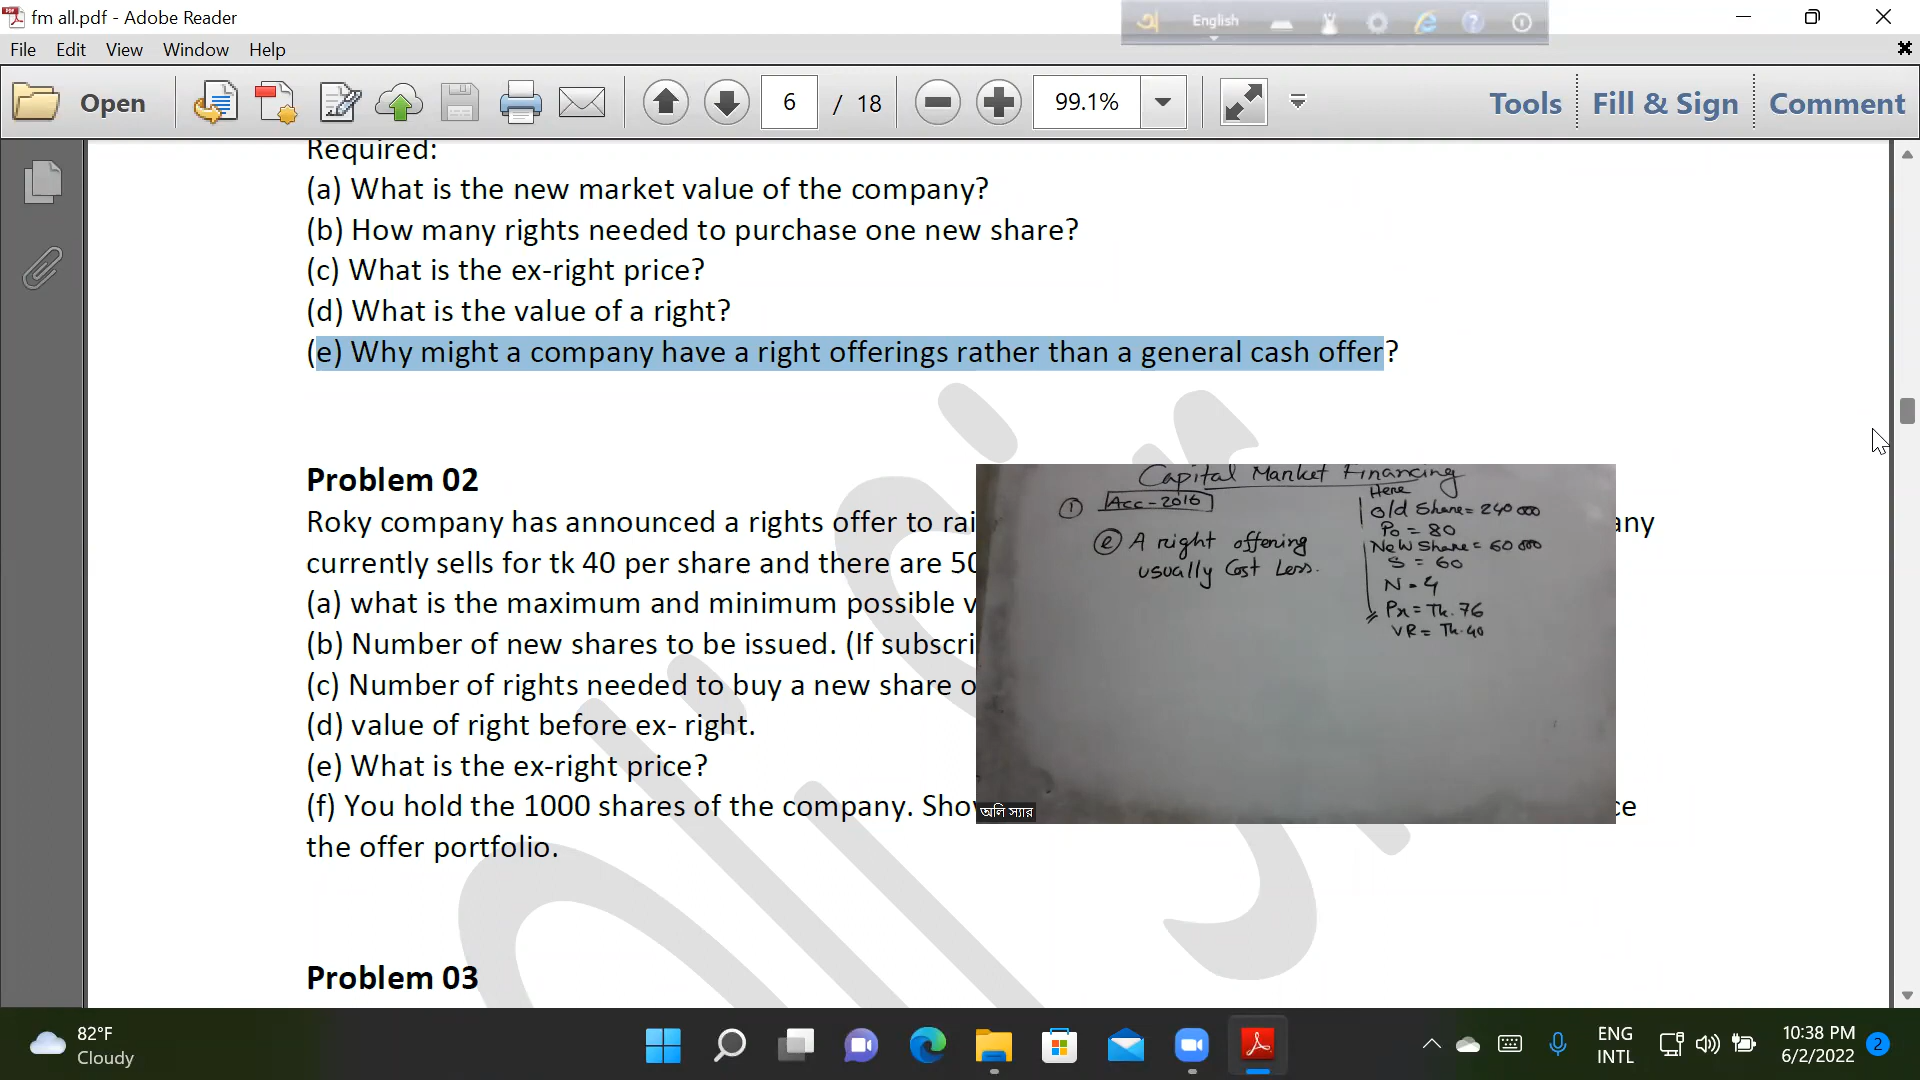 fm all.pdf - Adobe Reader
English
File Edit View Window Help
Open
6 / 18
99.1%
Tools Fill & Sign Comment
Required:
(a) What is the new market value of the company?
(b) How many rights needed to purchase one new share?
(c) What is the ex-right price?
(d) What is the value of a right?
(e) Why might a company have a right offerings rather than a general cash offer?
Problem 02
Roky company has announced a rights offer to rai
any
currently sells for tk 40 per share and there are 50
(a) what is the maximum and minimum possible v
(b) Number of new shares to be issued. (If subscri
(c) Number of rights needed to buy a new share o
(d) value of right before ex- right.
(e) What is the ex-right price?
(f) You hold the 1000 shares of the company. Sho
ce
the offer portfolio.
Capital Market Financing
① Acc-2016
ⓔ A right offering
usually Cost Less.
Here
Old Share = 240 000
Po = 80
New Share = 60 000
S = 60
N = 4
Px = Tk. 76
VR = Tk. 40
অলি স্যার
Problem 03
82°F
Cloudy
ENG
INTL
10:38 PM
6/2/2022
2